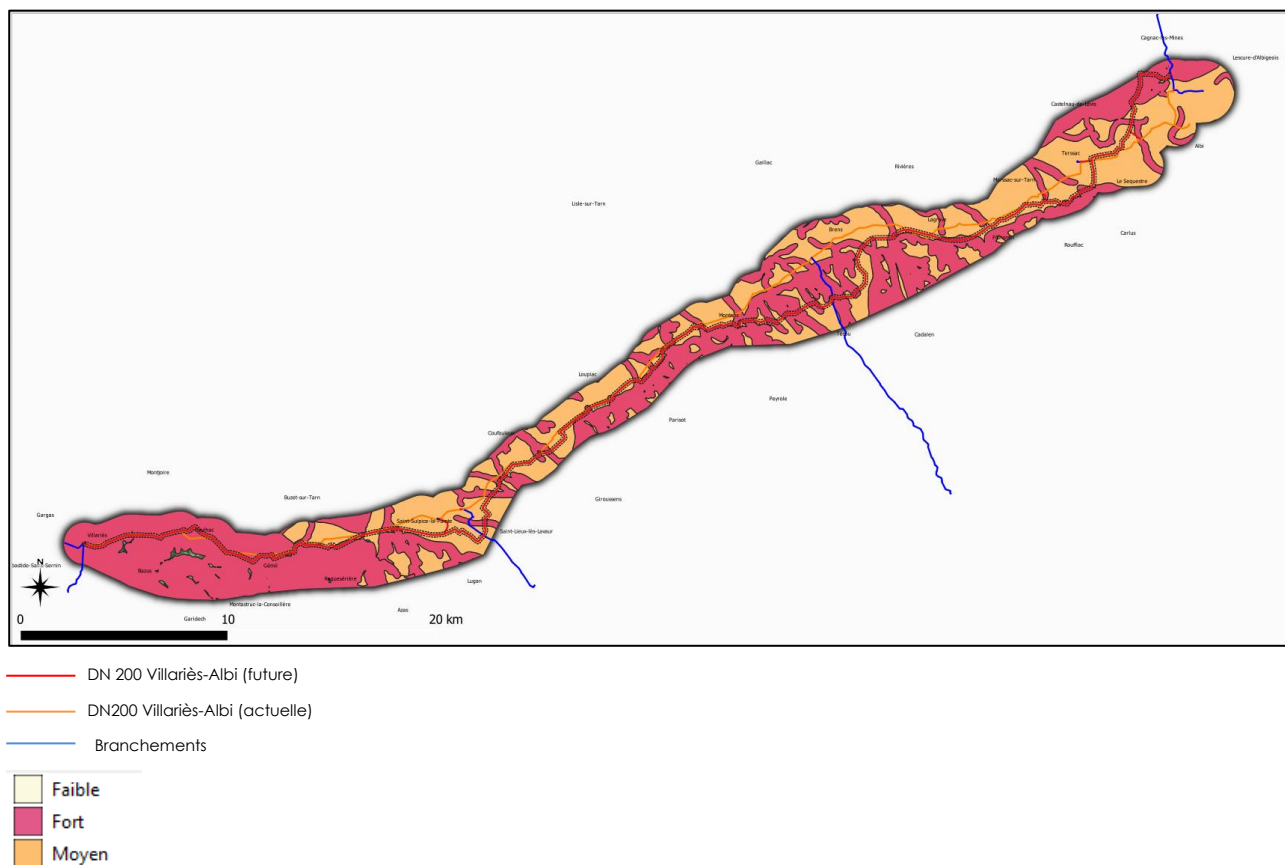 Cagnac-les-Mines
Lescure-d'Albigeois
Castelnau-de-Lévis
Albi
Terssac
Gaillac
Rivières
Marssac-sur-Tarn
Le Sequestre
Lisle-sur-Tarn
Lagrave
Brens
Carlus
Rouffiac
Montans
Cadalen
Loupiac
Peyrole
Parisot
Coufouleux
Montjoire
Buzet-sur-Tarn
Giroussens
Gargas
Saint-Sulpice-la-Pointe
Saint-Lieux-lès-Lavaur
Villariès
Bazus
Gémil
Roquesérière
Lugan
N
Montastruc-la-Conseillère
Azas
Garidech
0 10 20 km
DN 200 Villariès-Albi (future)
DN200 Villariès-Albi (actuelle)
Branchements
Faible
Fort
Moyen